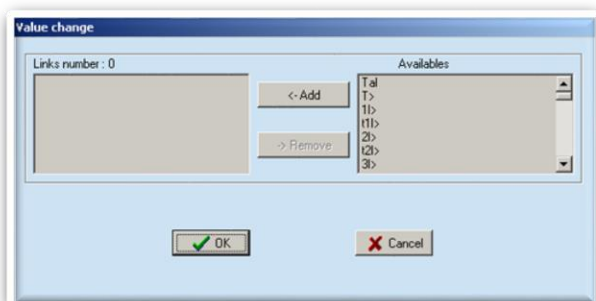 Value change
Links number : 0
Availables
<- Add
-> Remove
Tal
T>
1I>
t1I>
2I>
t2I>
3I>
OK
Cancel